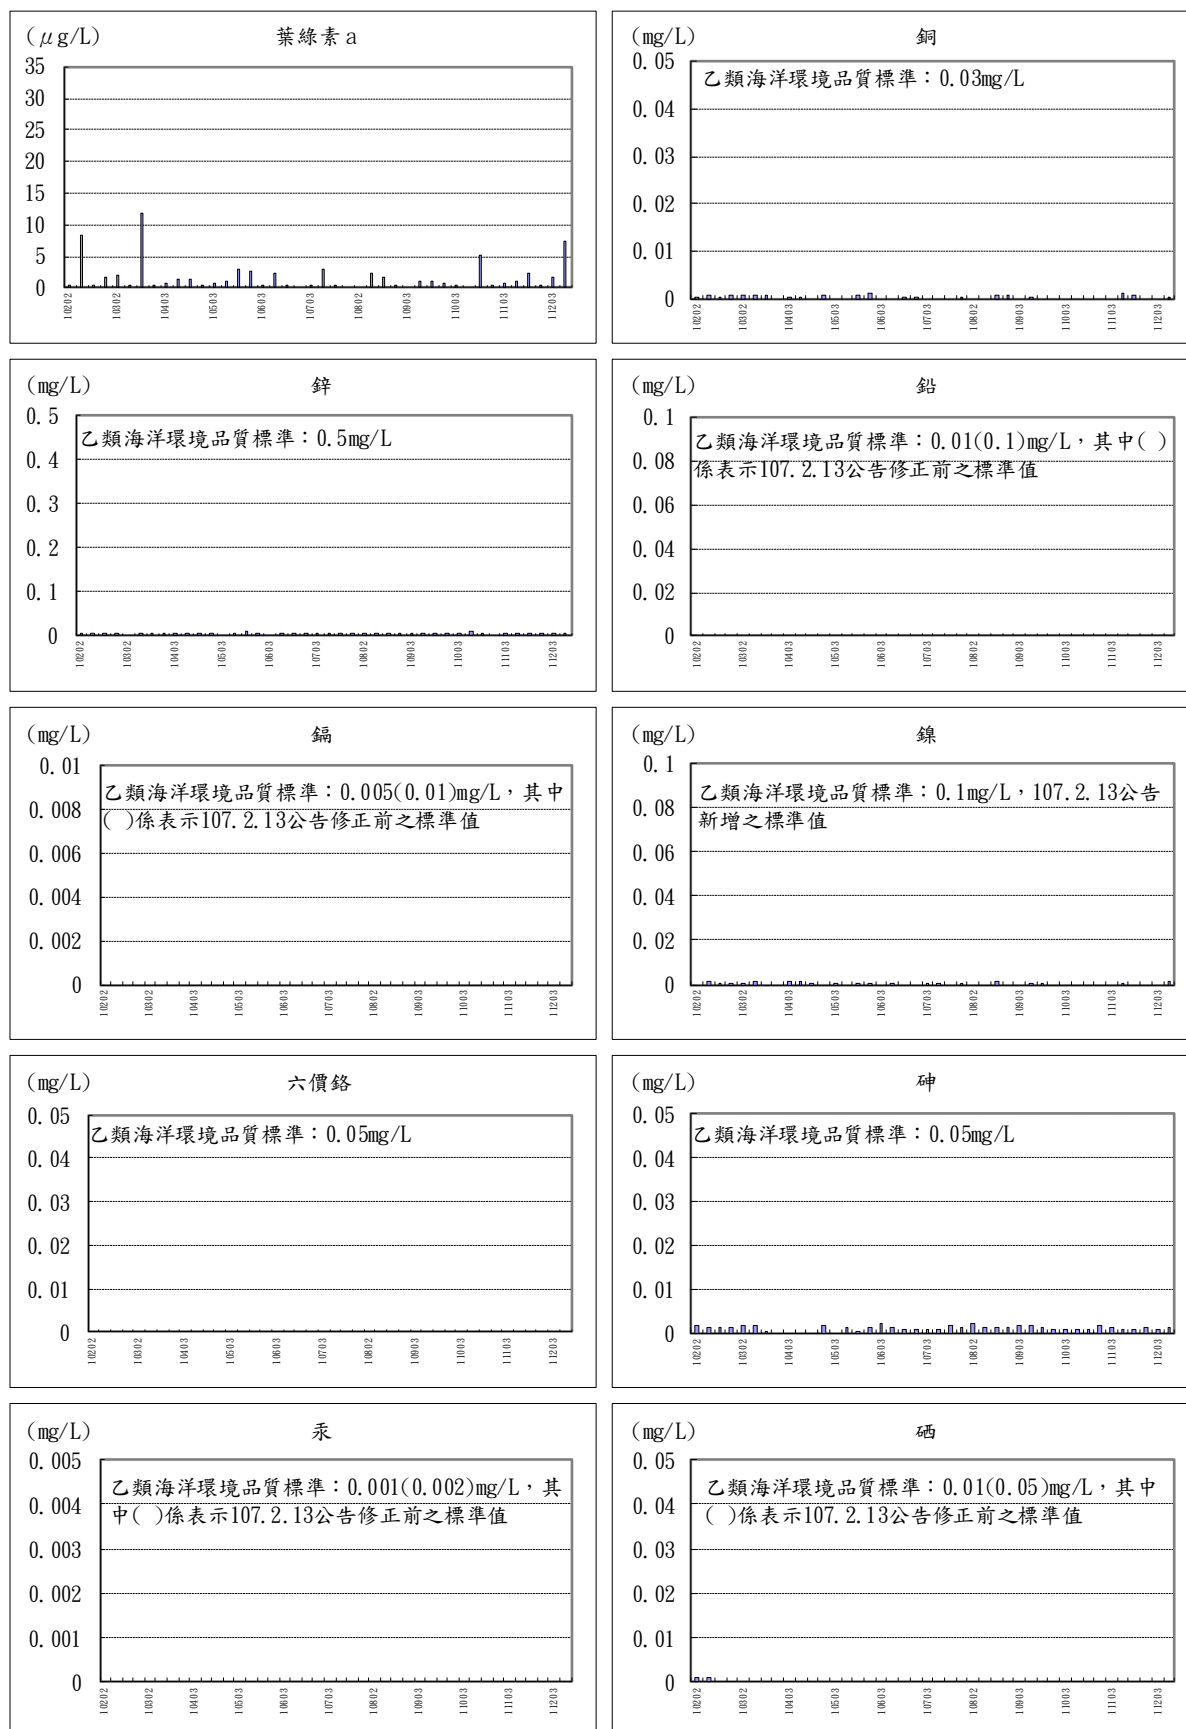 (μg/L) 葉綠素a
35
30
25
20
15
10
5
0
10202 10302 10403 10503 10603 10703 10802 10903 11003 11103 11203
(mg/L) 銅
0.05
乙類海洋環境品質標準：0.03mg/L
0.04
0.03
0.02
0.01
0
10202 10302 10403 10503 10603 10703 10802 10903 11003 11103 11203
(mg/L) 鋅
0.5
乙類海洋環境品質標準：0.5mg/L
0.4
0.3
0.2
0.1
0
10202 10302 10403 10503 10603 10703 10802 10903 11003 11103 11203
(mg/L) 鉛
0.1
乙類海洋環境品質標準：0.01(0.1)mg/L，其中( )
0.08
係表示107.2.13公告修正前之標準值
0.06
0.04
0.02
0
10202 10302 10403 10503 10603 10703 10802 10903 11003 11103 11203
(mg/L) 鎘
0.01
乙類海洋環境品質標準：0.005(0.01)mg/L，其中
0.008
( )係表示107.2.13公告修正前之標準值
0.006
0.004
0.002
0
10202 10302 10403 10503 10603 10703 10802 10903 11003 11103 11203
(mg/L) 鎳
0.1
乙類海洋環境品質標準：0.1mg/L，107.2.13公告
0.08
新增之標準值
0.06
0.04
0.02
0
10202 10302 10403 10503 10603 10703 10802 10903 11003 11103 11203
(mg/L) 六價鉻
0.05
乙類海洋環境品質標準：0.05mg/L
0.04
0.03
0.02
0.01
0
10202 10302 10403 10503 10603 10703 10802 10903 11003 11103 11203
(mg/L) 砷
0.05
乙類海洋環境品質標準：0.05mg/L
0.04
0.03
0.02
0.01
0
10202 10302 10403 10503 10603 10703 10802 10903 11003 11103 11203
(mg/L) 汞
0.005
乙類海洋環境品質標準：0.001(0.002)mg/L，其
0.004
中( )係表示107.2.13公告修正前之標準值
0.003
0.002
0.001
0
10202 10302 10403 10503 10603 10703 10802 10903 11003 11103 11203
(mg/L) 硒
0.05
乙類海洋環境品質標準：0.01(0.05)mg/L，其中
0.04
( )係表示107.2.13公告修正前之標準值
0.03
0.02
0.01
0
10202 10302 10403 10503 10603 10703 10802 10903 11003 11103 11203